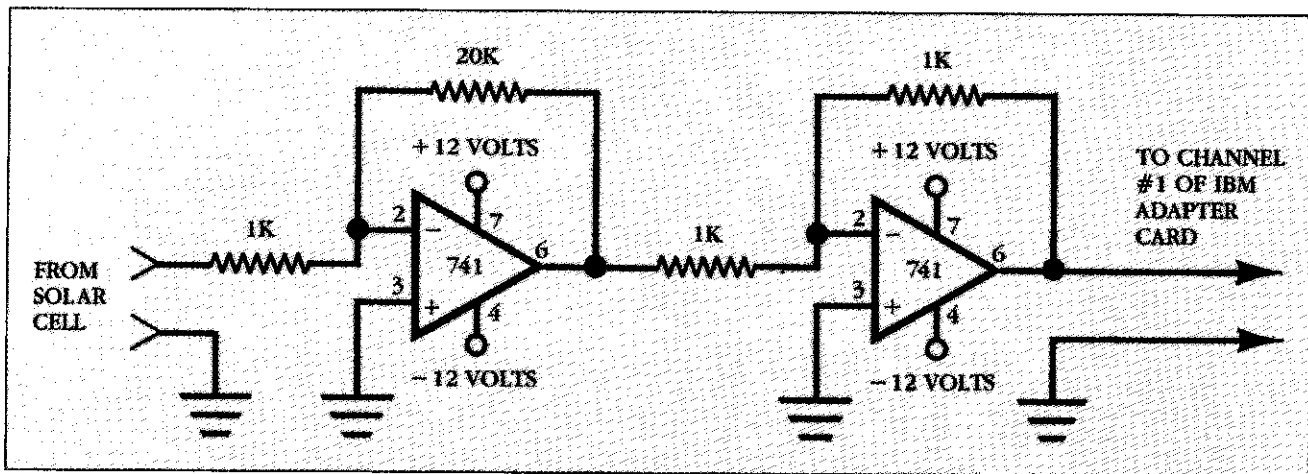 20K
1K
+ 12 VOLTS
+ 12 VOLTS
TO CHANNEL
#1 OF IBM
ADAPTER
CARD
1K
2
−
7
741
6
3
+
4
1K
2
−
7
741
6
3
+
4
FROM
SOLAR
CELL
− 12 VOLTS
− 12 VOLTS